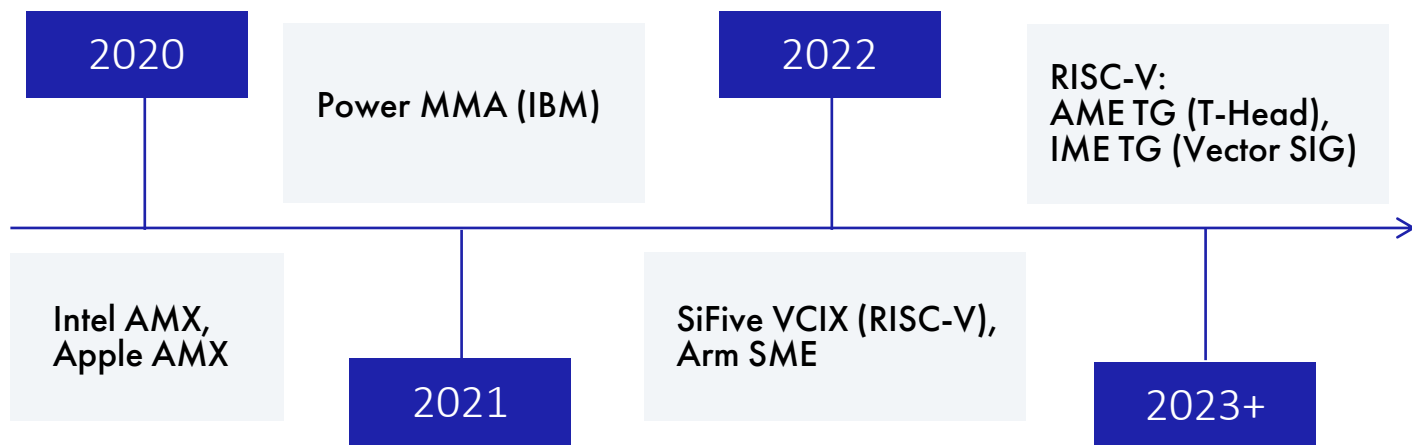 2020
Intel AMX,
Apple AMX
Power MMA (IBM)
2021
2022
SiFive VCIX (RISC-V),
Arm SME
RISC-V:
AME TG (T-Head),
IME TG (Vector SIG)
2023+